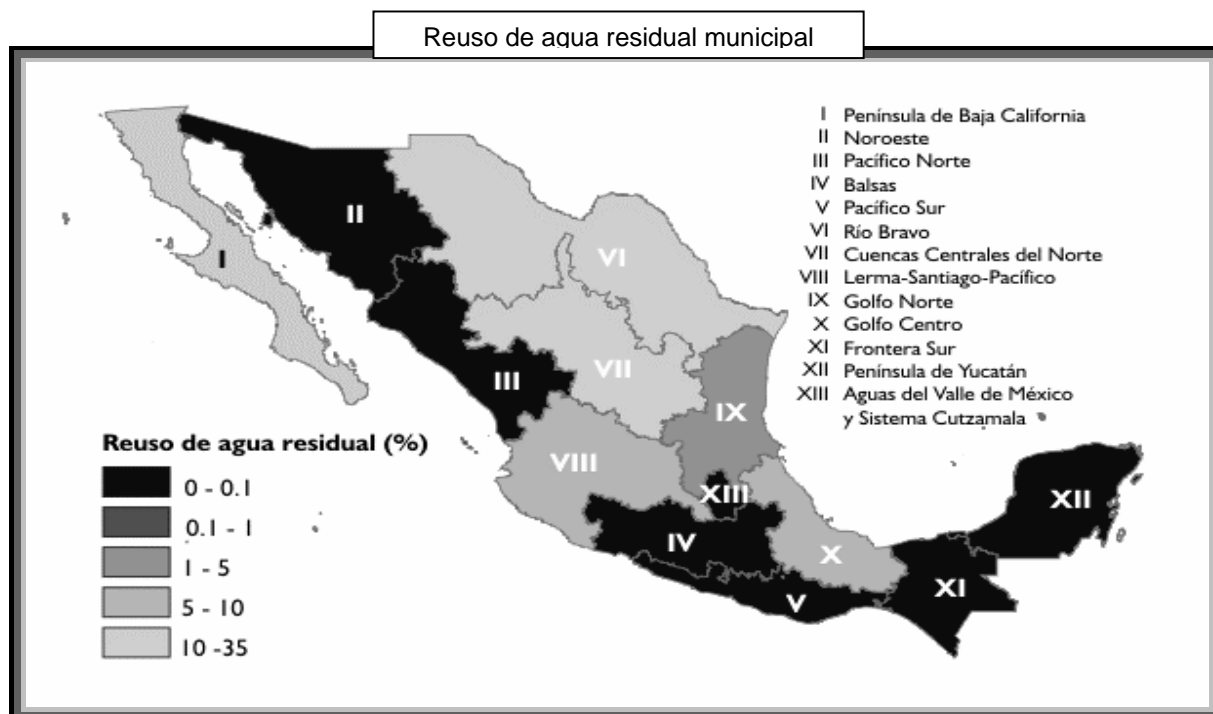 Reuso de agua residual municipal
I Península de Baja California
II Noroeste
III Pacífico Norte
IV Balsas
V Pacífico Sur
VI Río Bravo
VII Cuencas Centrales del Norte
VIII Lerma-Santiago-Pacífico
IX Golfo Norte
X Golfo Centro
XI Frontera Sur
XII Península de Yucatán
XIII Aguas del Valle de México
y Sistema Cutzamala
II
I
VI
III
VII
IX
VIII
XIII
XII
IV
X
V
XI
Reuso de agua residual (%)
0 - 0.1
0.1 - 1
1 - 5
5 - 10
10 -35